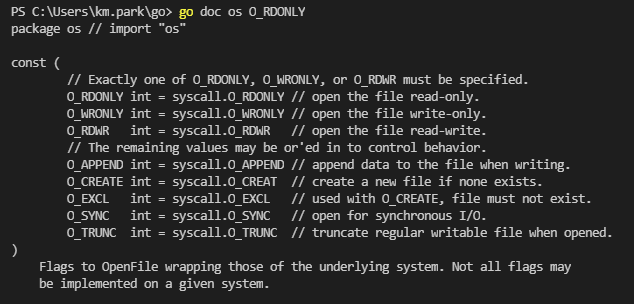 PS C:\Users\km.park\go> go doc os O_RDONLY
package os // import "os"
const (
// Exactly one of O_RDONLY, O_WRONLY, or O_RDWR must be specified.
O_RDONLY int = syscall.O_RDONLY // open the file read-only.
O_WRONLY int = syscall.O_WRONLY // open the file write-only.
O_RDWR   int = syscall.O_RDWR   // open the file read-write.
// The remaining values may be or'ed in to control behavior.
O_APPEND int = syscall.O_APPEND // append data to the file when writing.
O_CREATE int = syscall.O_CREAT  // create a new file if none exists.
O_EXCL   int = syscall.O_EXCL   // used with O_CREATE, file must not exist.
O_SYNC   int = syscall.O_SYNC   // open for synchronous I/O.
O_TRUNC  int = syscall.O_TRUNC  // truncate regular writable file when opened.
)
Flags to OpenFile wrapping those of the underlying system. Not all flags may
be implemented on a given system.